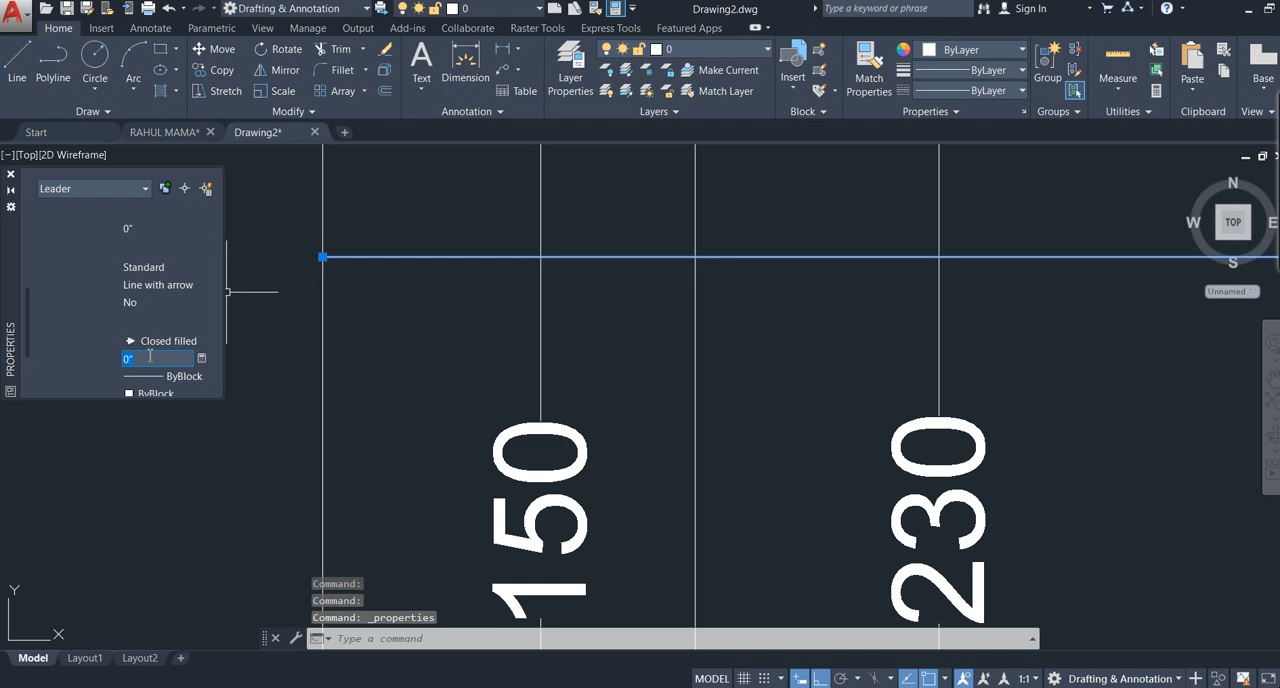 Drafting & Annotation 0 Drawing2.dwg Type a keyword or phrase Sign In
Home Insert Annotate Parametric View Manage Output Add-ins Collaborate Raster Tools Express Tools Featured Apps
Line Polyline Circle Arc
Move Rotate Trim
Copy Mirror Fillet
Stretch Scale Array
Text Dimension Table
Layer Properties 0
Make Current
Match Layer
Insert
Match Properties
ByLayer
ByLayer
ByLayer
Group Measure Paste Base
Draw Modify Annotation Layers Block Properties Groups Utilities Clipboard View
Start RAHUL MAMA* Drawing2*
[−][Top][2D Wireframe]
Leader
0"
Standard
Line with arrow
No
Closed filled
0"
ByBlock
ByBlock
PROPERTIES
N
W TOP E
S
Unnamed
150
230
Command:
Command:
Command: _properties
Type a command
Y
X
Model Layout1 Layout2 +
MODEL 1:1 Drafting & Annotation